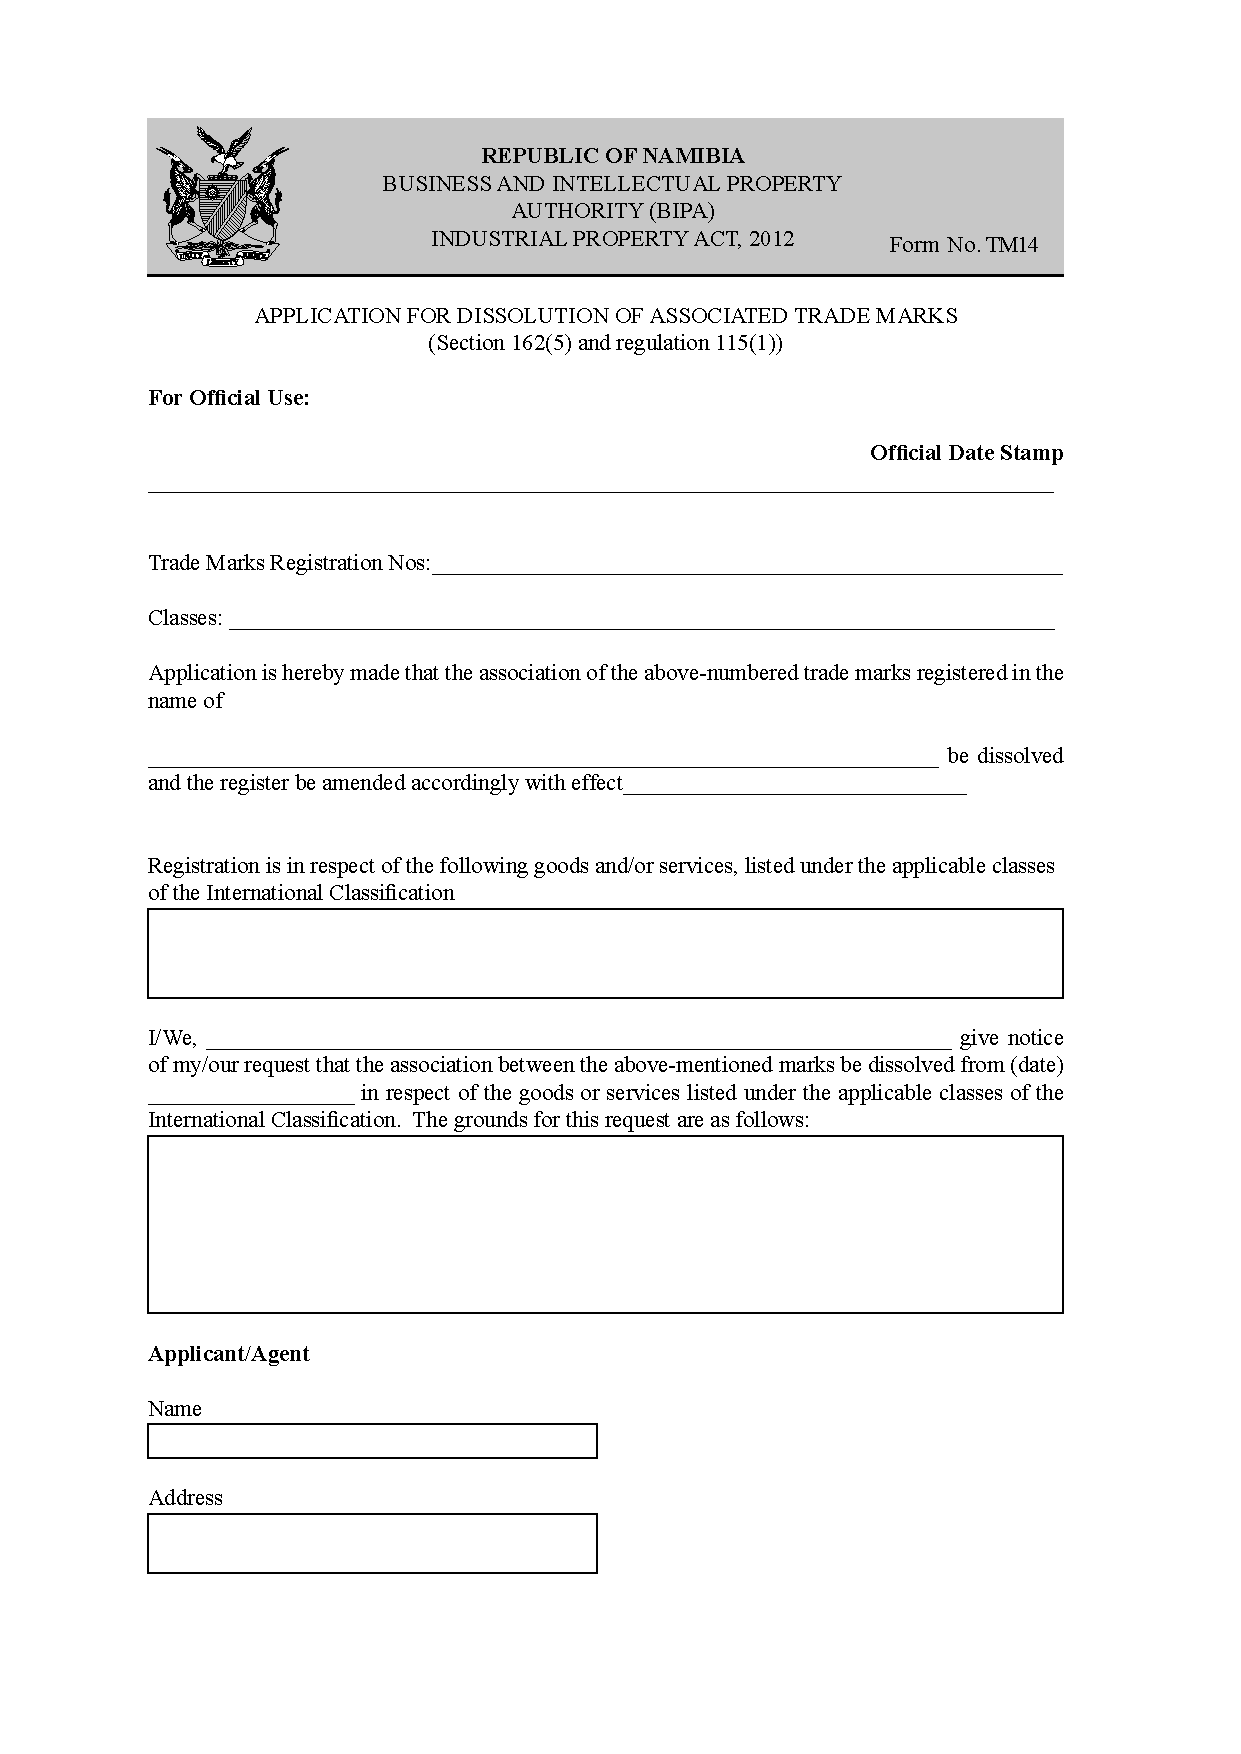 REPUBLIC OF NAMIBIA
BUSINESS AND INTELLECTUAL PROPERTY
AUTHORITY (BIPA)
INDUSTRIAL PROPERTY ACT, 2012
Form No. TM14
APPLICATION FOR DISSOLUTION OF ASSOCIATED TRADE MARKS
(Section 162(5) and regulation 115(1))
For Official Use:
Official Date Stamp
Trade Marks Registration Nos:
Classes:
Application is hereby made that the association of the above-numbered trade marks registered in the
name of
be dissolved
and the register be amended accordingly with effect
Registration is in respect of the following goods and/or services, listed under the applicable classes
of the International Classification
I/We, give notice
of my/our request that the association between the above-mentioned marks be dissolved from (date)
in respect of the goods or services listed under the applicable classes of the
International Classification. The grounds for this request are as follows:
Applicant/Agent
Name
Address